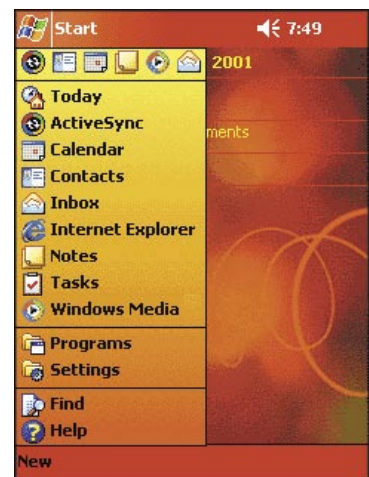 Start 7:49
2001
Today
ActiveSync
ments
Calendar
Contacts
Inbox
Internet Explorer
Notes
Tasks
Windows Media
Programs
Settings
Find
Help
New